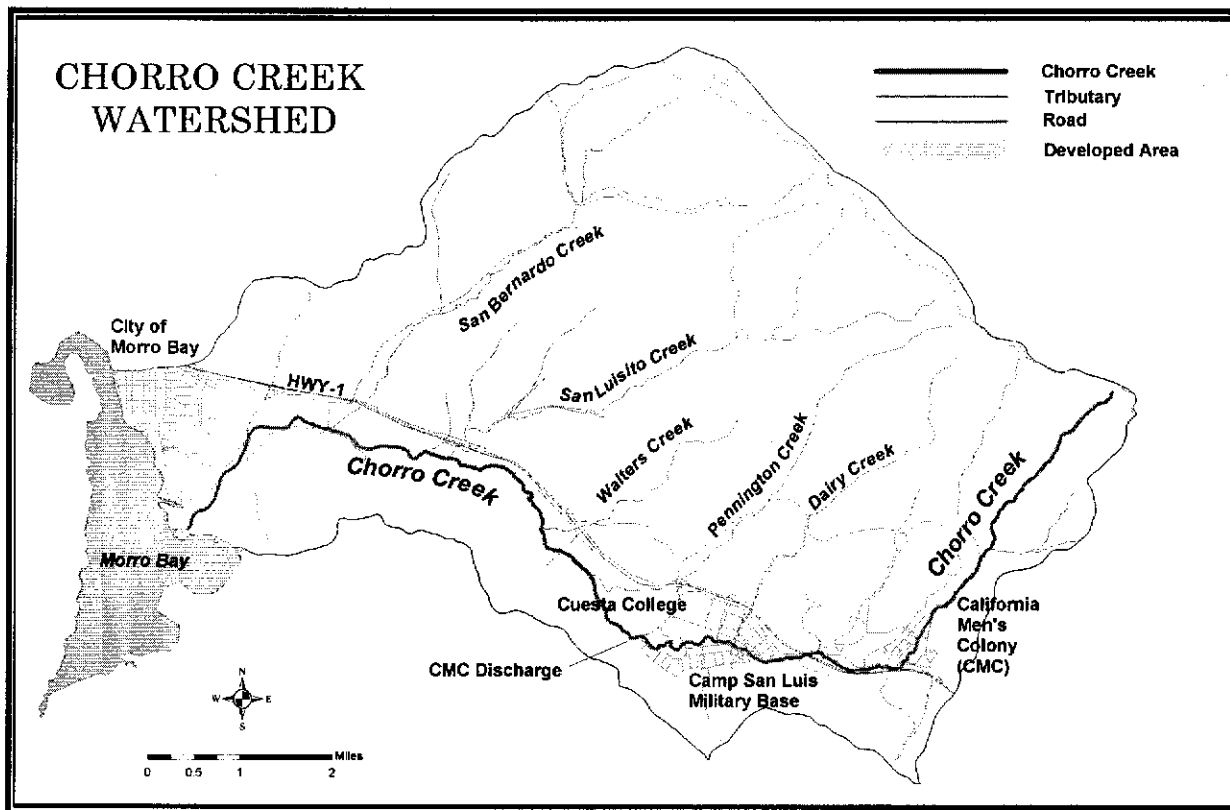 CHORRO CREEK
WATERSHED
Chorro Creek
Tributary
Road
Developed Area
San Bernardo Creek
City of
Morro Bay
HWY-1
San Luisito Creek
Chorro Creek
Walters Creek
Pennington Creek
Dairy Creek
Chorro Creek
Morro Bay
Cuesta College
California
Men's
Colony
(CMC)
CMC Discharge
Camp San Luis
Military Base
N
W
E
S
Miles
0 0.5 1 2